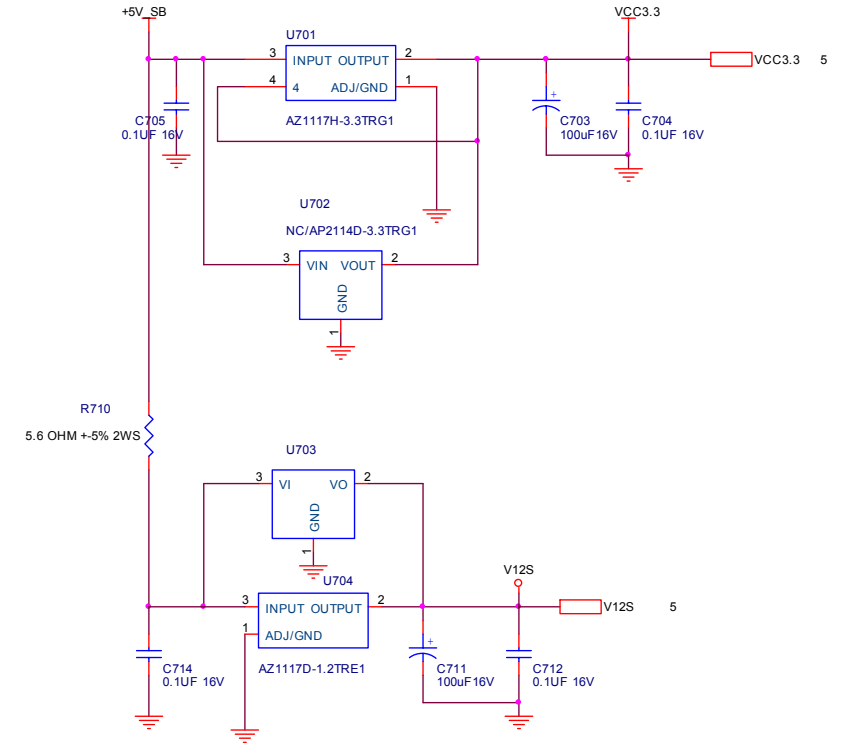 +5V_SB
VCC3.3
U701
3
INPUT OUTPUT
2
VCC3.3 5
4
4
ADJ/GND
1
C705
0.1UF 16V
AZ1117H-3.3TRG1
+
C703
100uF16V
C704
0.1UF 16V
U702
NC/AP2114D-3.3TRG1
3
VIN VOUT
2
GND
1
R710
5.6 OHM +-5% 2WS
U703
3
VI VO
2
GND
1
U704
V12S
3
INPUT OUTPUT
2
V12S 5
1
ADJ/GND
C714
0.1UF 16V
AZ1117D-1.2TRE1
+
C711
100uF16V
C712
0.1UF 16V